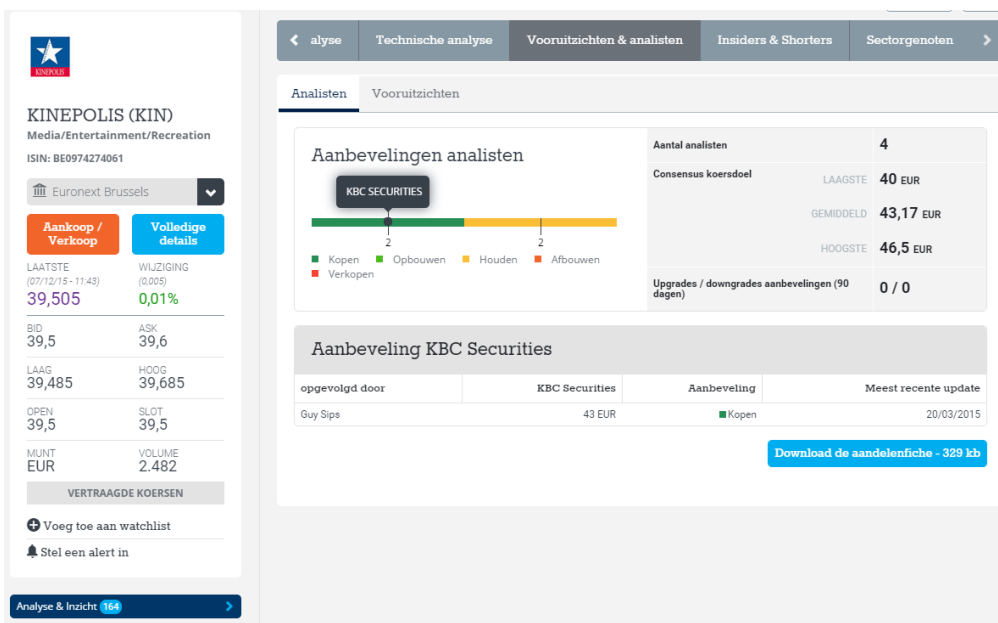 KINEPOLIS
KINEPOLIS (KIN)
Media/Entertainment/Recreation
ISIN: BE0974274061
Euronext Brussels
Aankoop /
Verkoop
Volledige
details
LAATSTE
(07/12/15 - 11:43)
39,505
WIJZIGING
(0,005)
0,01%
BID
39,5
ASK
39,6
LAAG
39,485
HOOG
39,685
OPEN
39,5
SLOT
39,5
MUNT
EUR
VOLUME
2.482
VERTRAAGDE KOERSEN
Voeg toe aan watchlist
Stel een alert in
Analyse & Inzicht 164
alyse Technische analyse Vooruitzichten & analisten Insiders & Shorters Sectorgenoten
Analisten Vooruitzichten
Aanbevelingen analisten
KBC SECURITIES
2 2
Kopen Opbouwen Houden Afbouwen
Verkopen
Aantal analisten 4
Consensus koersdoel LAAGSTE 40 EUR
GEMIDDELD 43,17 EUR
HOOGSTE 46,5 EUR
Upgrades / downgrades aanbevelingen (90
dagen) 0 / 0
Aanbeveling KBC Securities
opgevolgd door KBC Securities Aanbeveling Meest recente update
Guy Sips 43 EUR Kopen 20/03/2015
Download de aandelenfiche - 329 kb